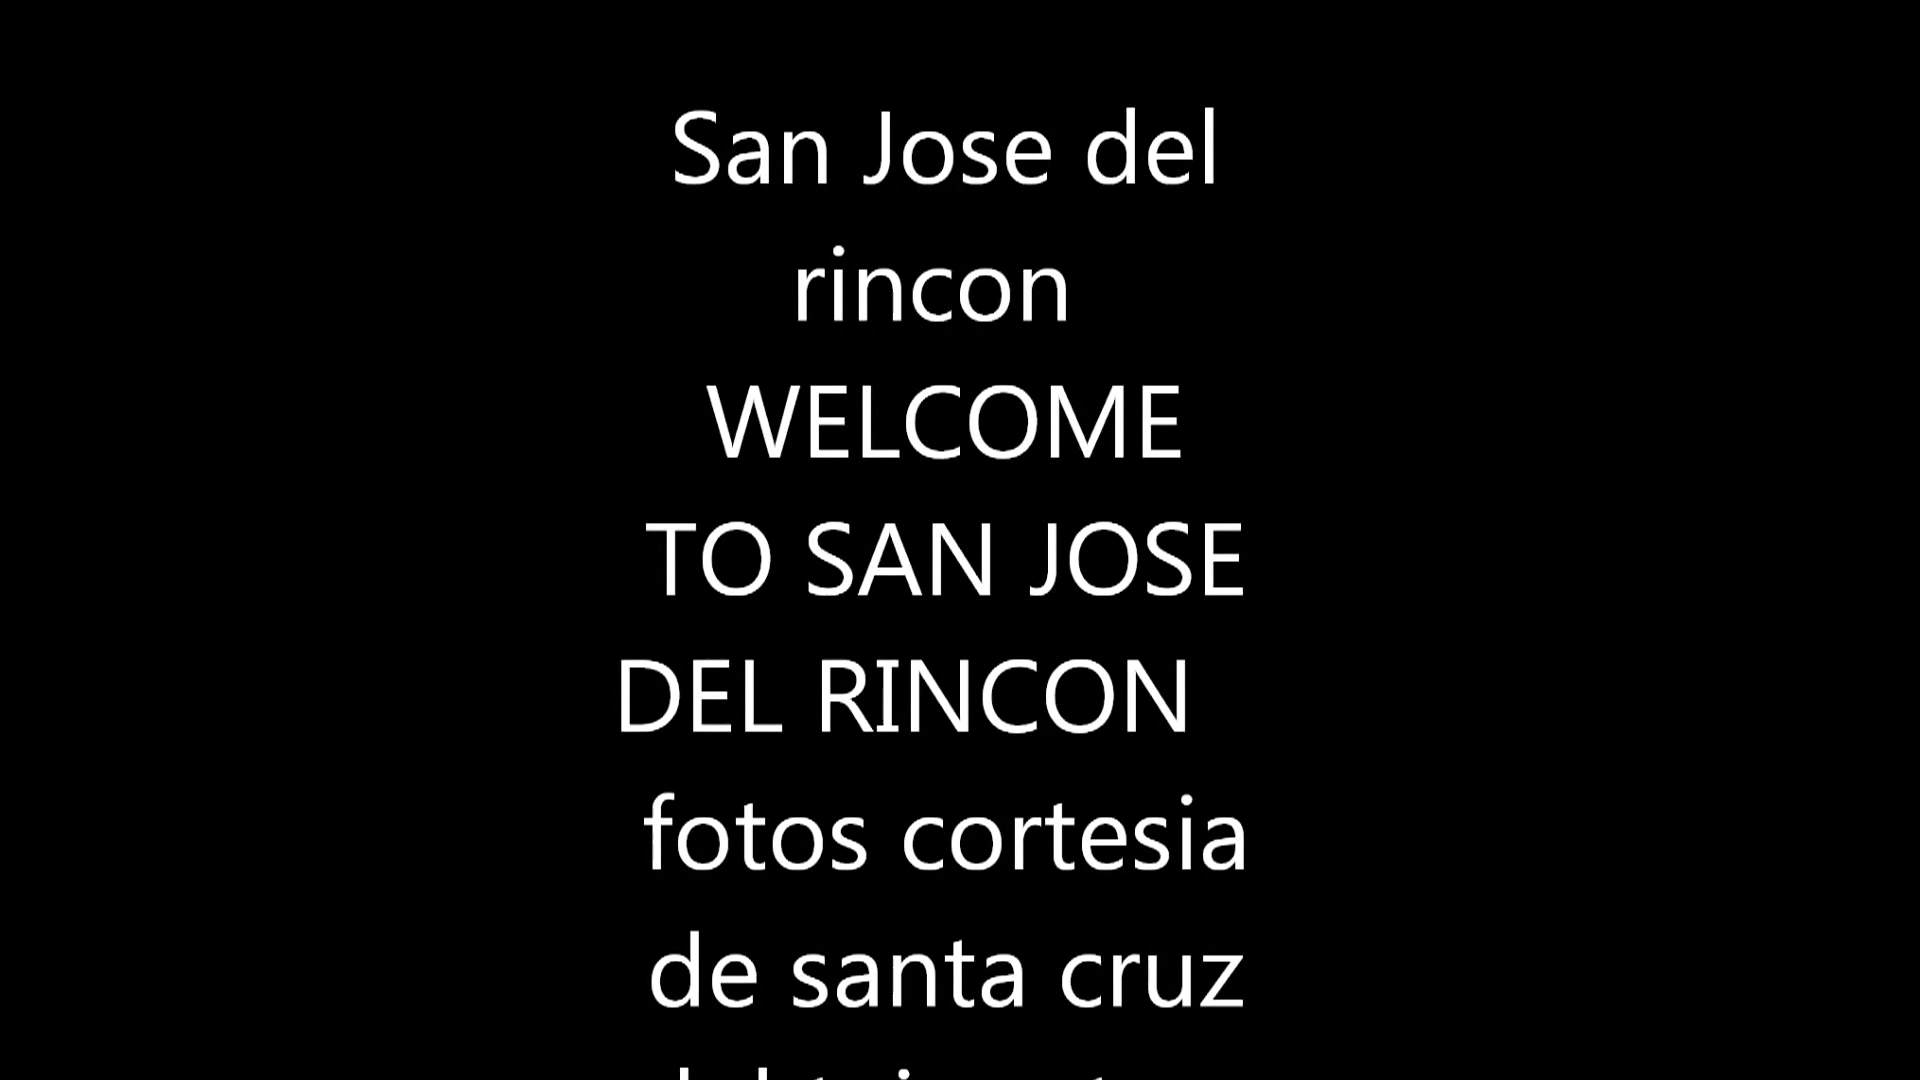 San Jose del
rincon
WELCOME
TO SAN JOSE
DEL RINCON
fotos cortesia
de santa cruz